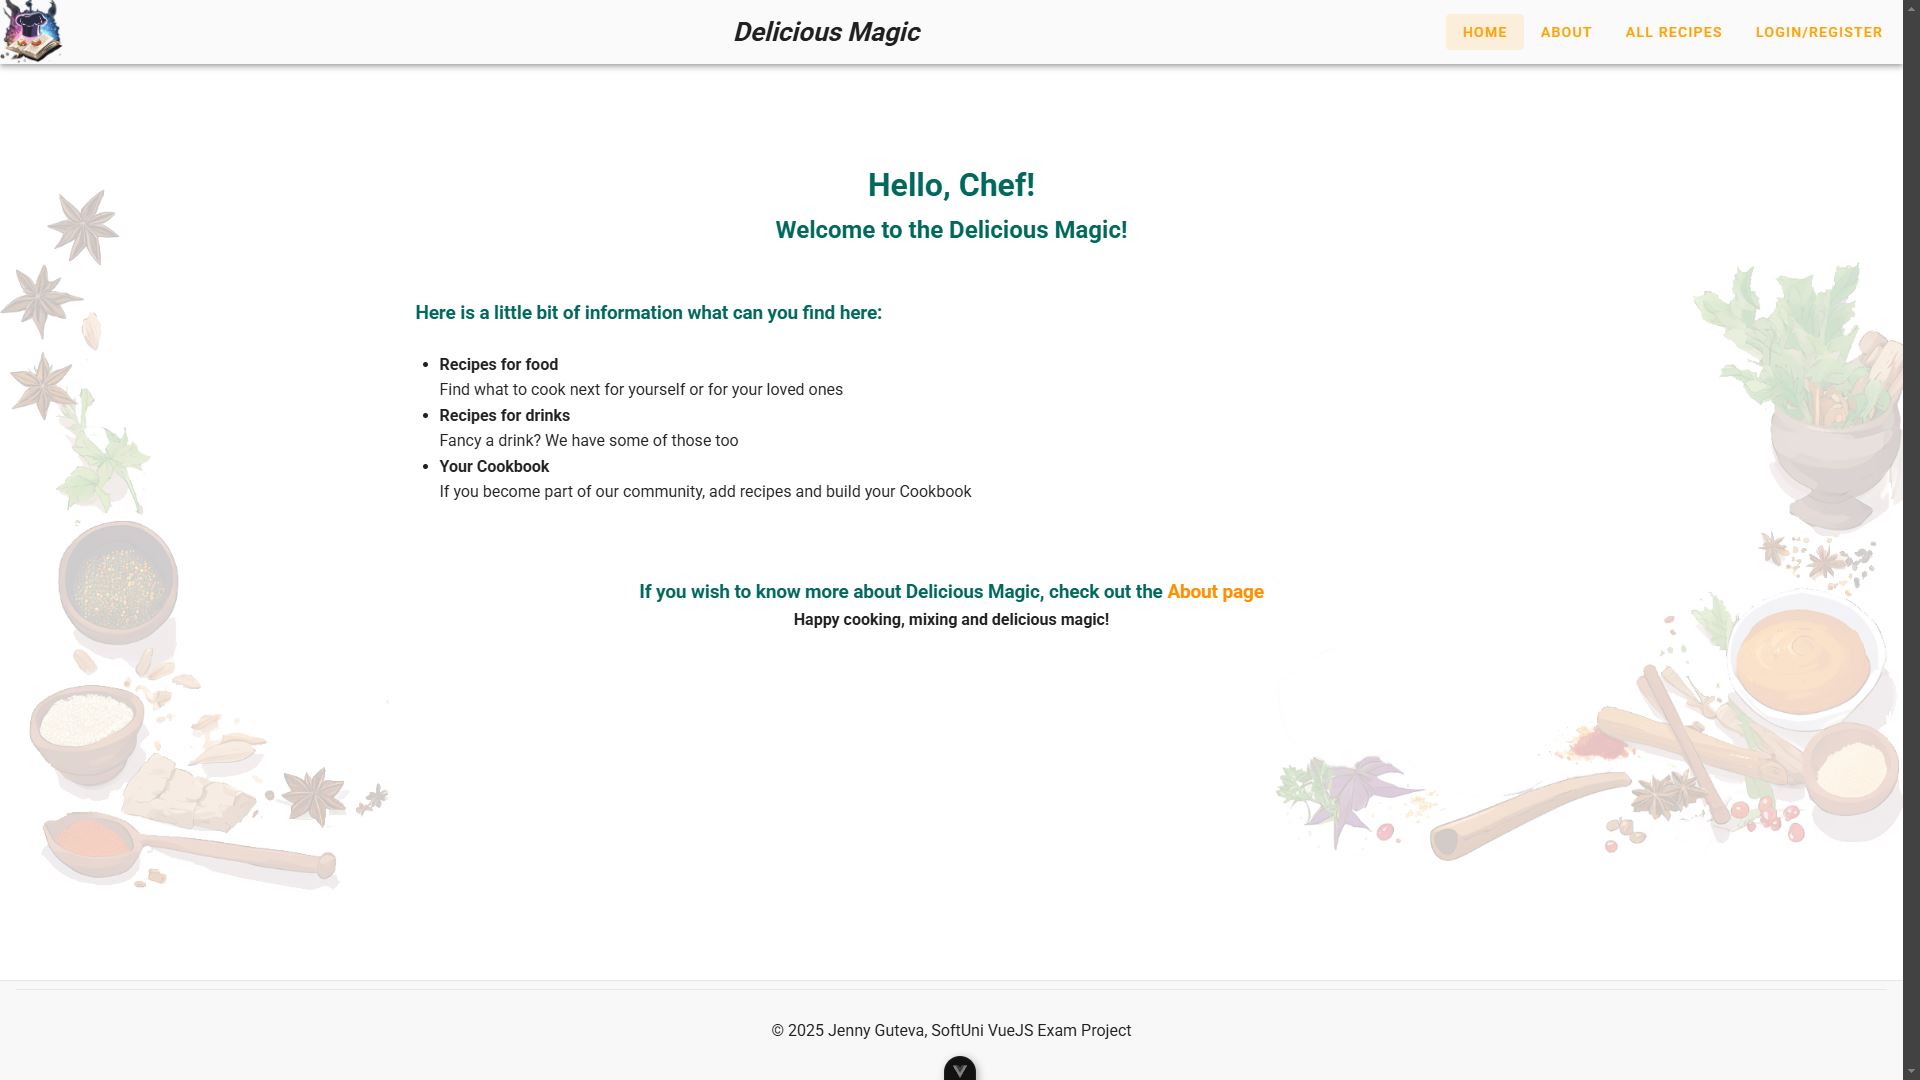 Delicious Magic
HOME ABOUT ALL RECIPES LOGIN/REGISTER
Hello, Chef!
Welcome to the Delicious Magic!
Here is a little bit of information what can you find here:
Recipes for food
Find what to cook next for yourself or for your loved ones
Recipes for drinks
Fancy a drink? We have some of those too
Your Cookbook
If you become part of our community, add recipes and build your Cookbook
If you wish to know more about Delicious Magic, check out the About page
Happy cooking, mixing and delicious magic!
© 2025 Jenny Guteva, SoftUni VueJS Exam Project